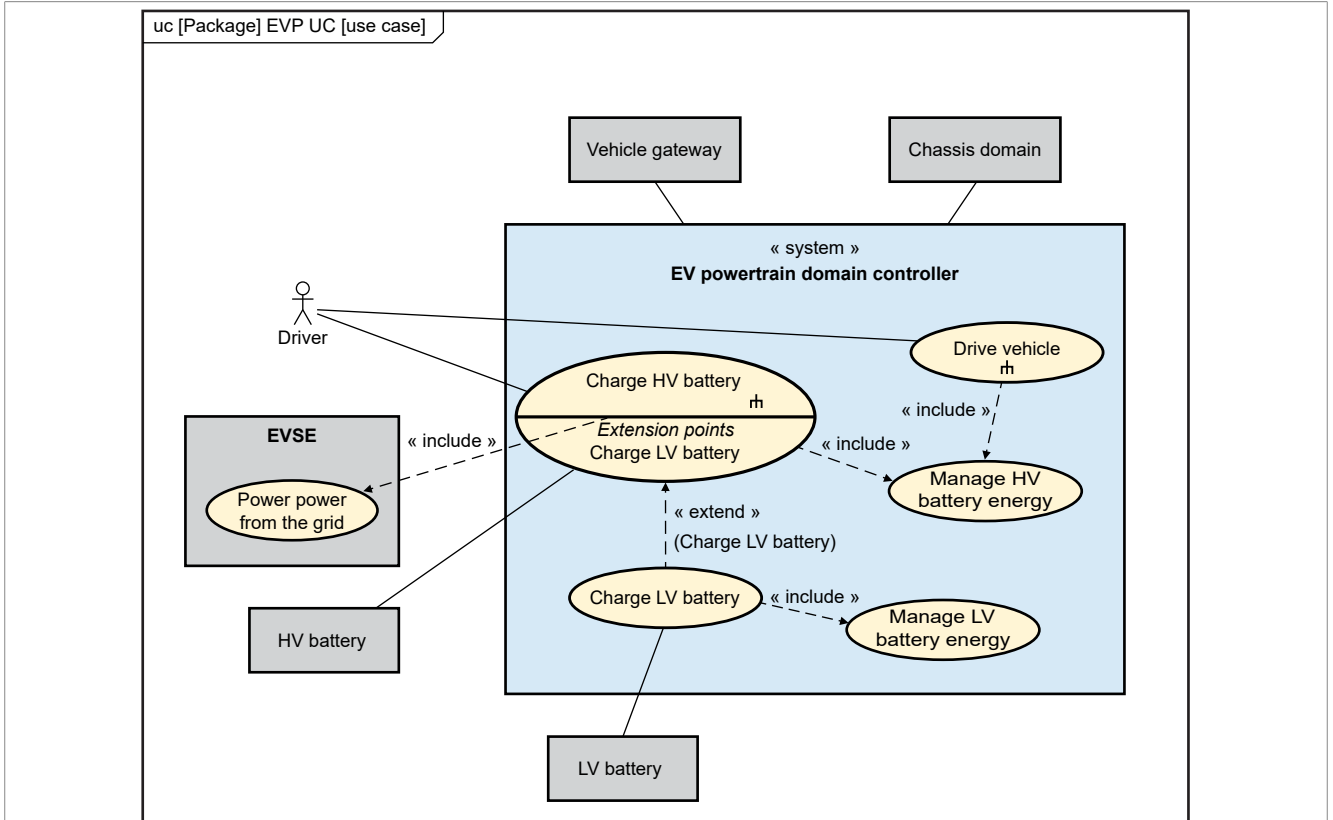 uc [Package] EVP UC [use case]
Vehicle gateway
Chassis domain
« system »
EV powertrain domain controller
Driver
Drive vehicle
Charge HV battery
« include »
EVSE
« include »
Extension points
Charge LV battery
« include »
Manage HV
battery energy
Power power
from the grid
« extend »
(Charge LV battery)
Charge LV battery
« include »
Manage LV
battery energy
HV battery
LV battery